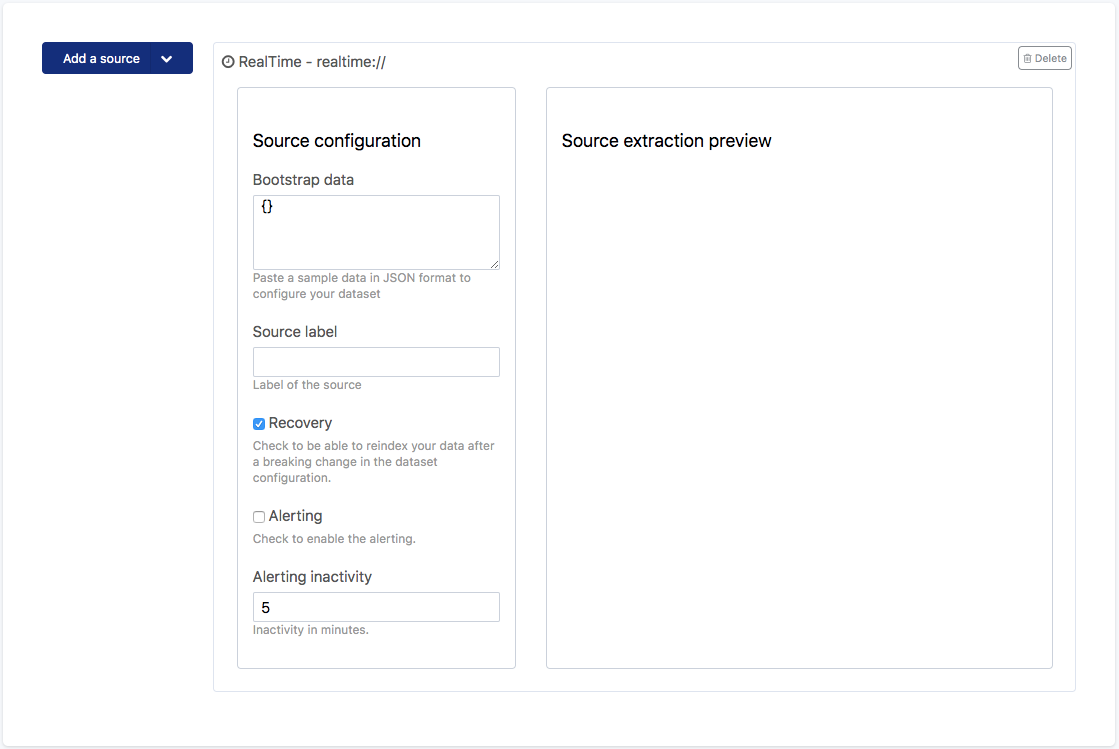 Add a source
RealTime - realtime://
Delete
Source configuration
Bootstrap data
{}
Paste a sample data in JSON format to
configure your dataset
Source label
Label of the source
Recovery
Check to be able to reindex your data after
a breaking change in the dataset
configuration.
Alerting
Check to enable the alerting.
Alerting inactivity
5
Inactivity in minutes.
Source extraction preview